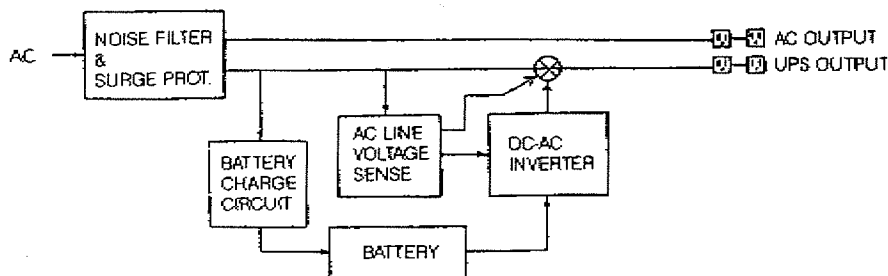 AC
NOISE FILTER
&
SURGE PROT.
AC OUTPUT
UPS OUTPUT
AC LINE
VOLTAGE
SENSE
DC-AC
INVERTER
BATTERY
CHARGE
CIRCUIT
BATTERY